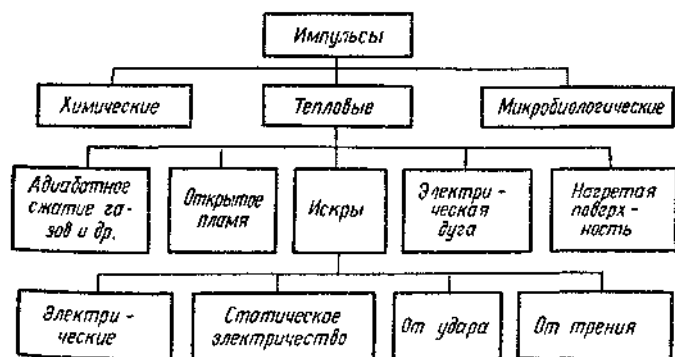 Импульсы
Химические
Тепловые
Микробиологические
Адиабатное
сжатие га-
зов и др.
Открытое
пламя
Искры
Электри-
ческая
дуга
Нагретая
поверх-
ность
Электри-
ческие
Статическое
электричество
От удара
От трения